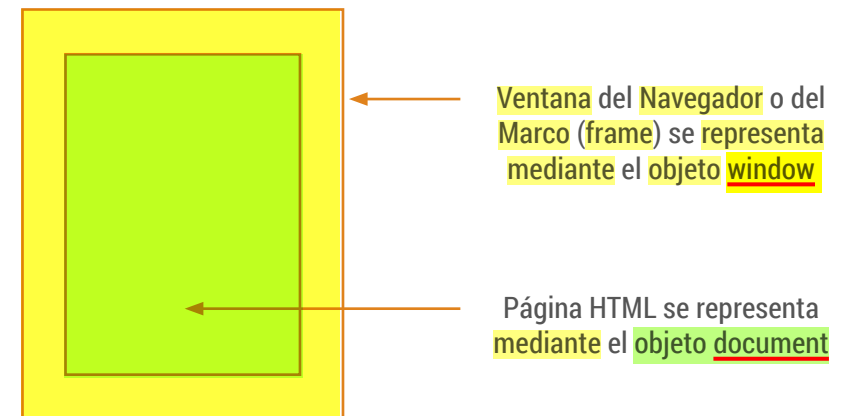 Ventana del Navegador o del
Marco (frame) se representa
mediante el objeto window
Página HTML se representa
mediante el objeto document